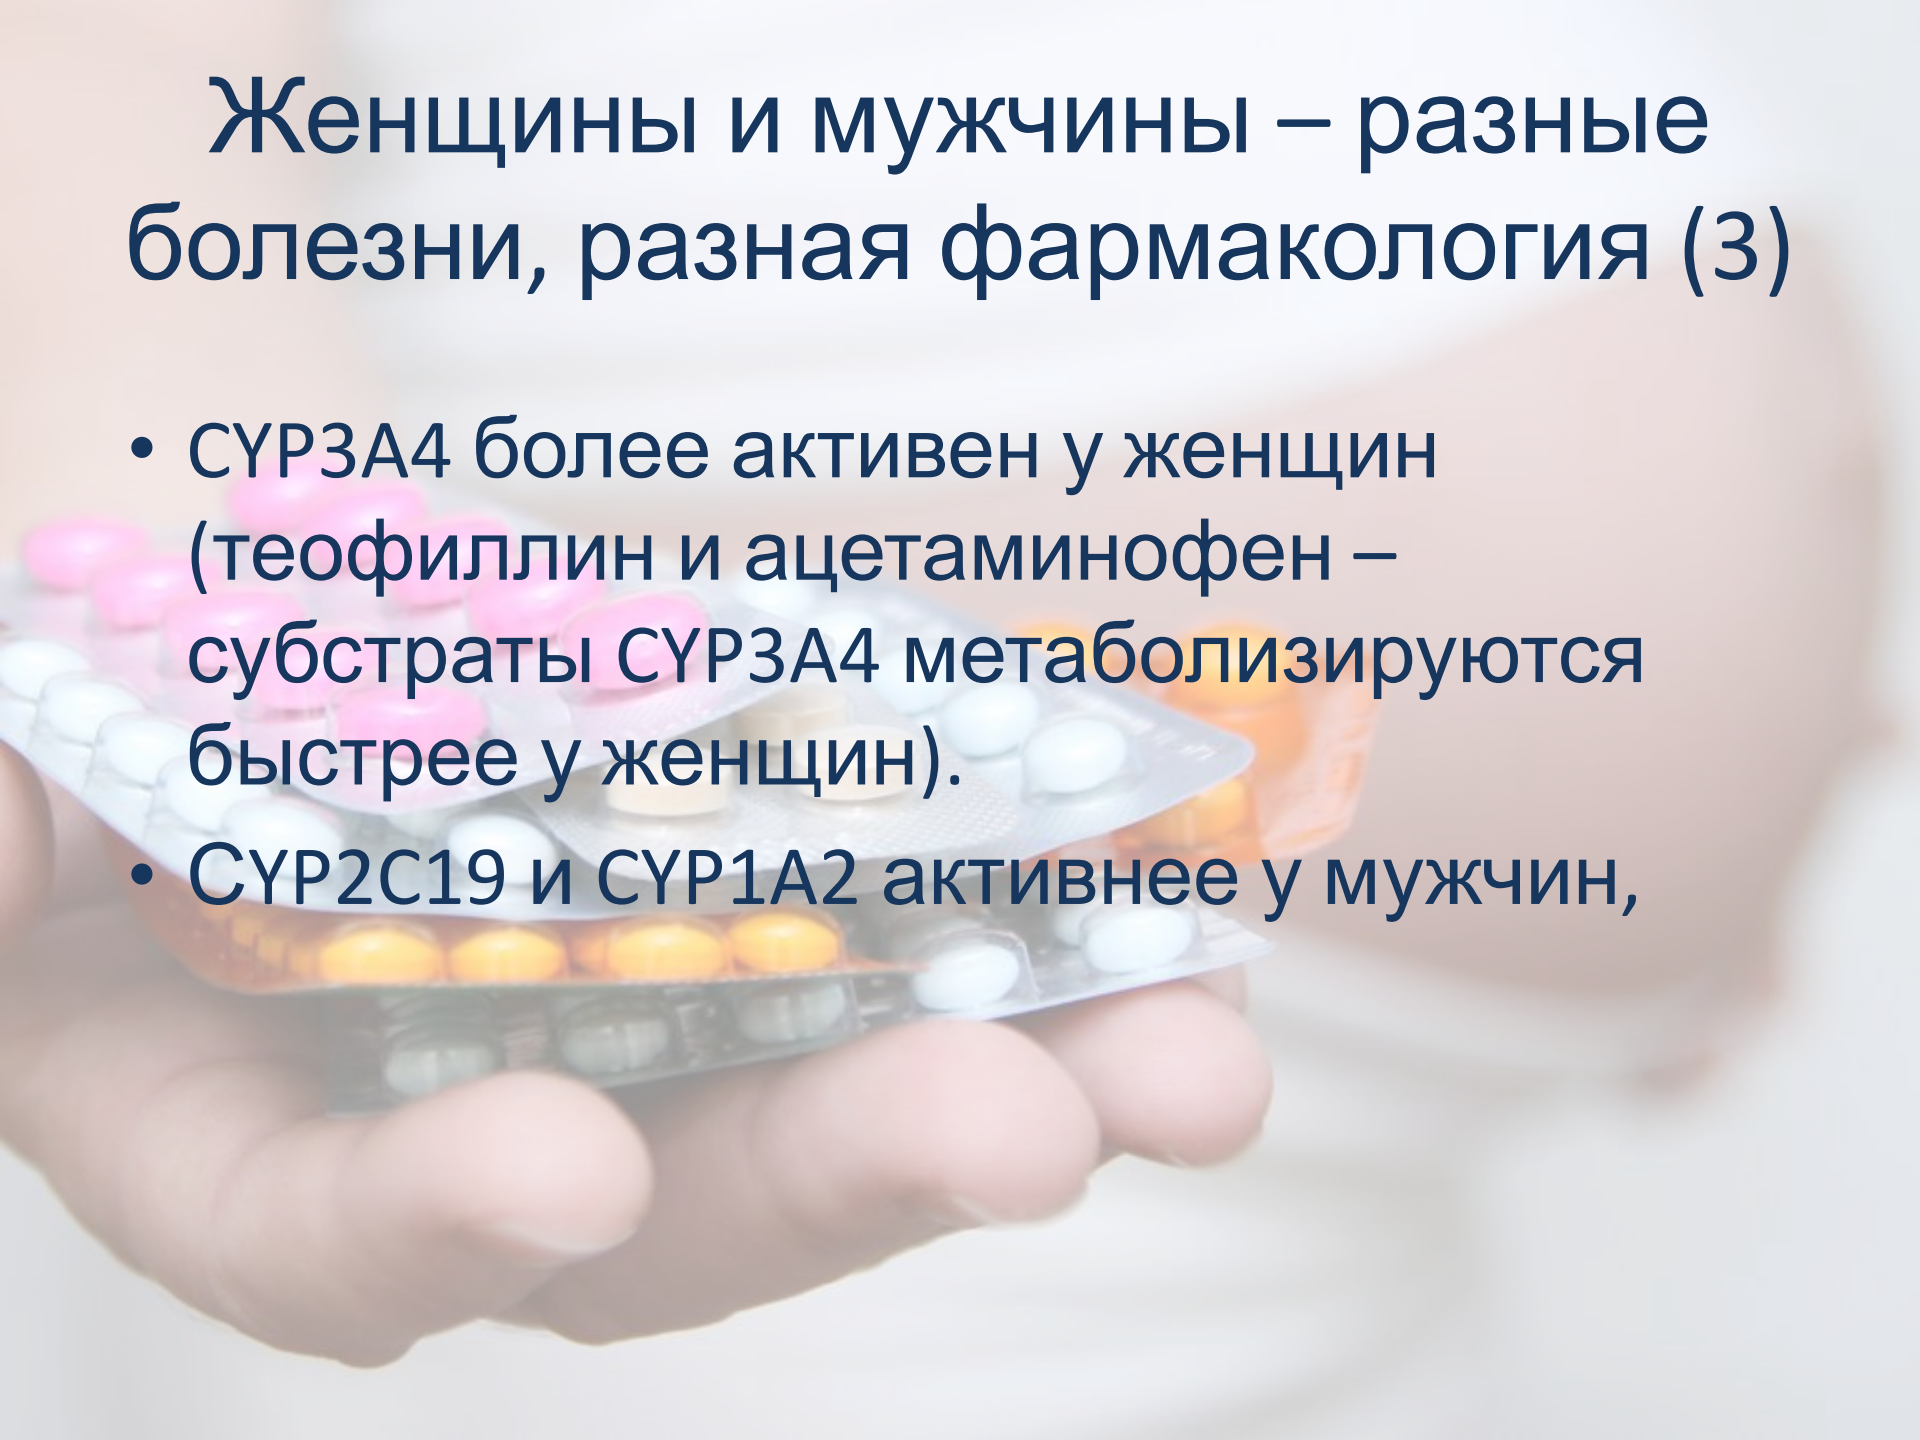 Женщины и мужчины – разные
болезни, разная фармакология (3)
• CYP3A4 более активен у женщин
(теофиллин и ацетаминофен –
субстраты CYP3A4 метаболизируются
быстрее у женщин).
• CYP2C19 и CYP1A2 активнее у мужчин,